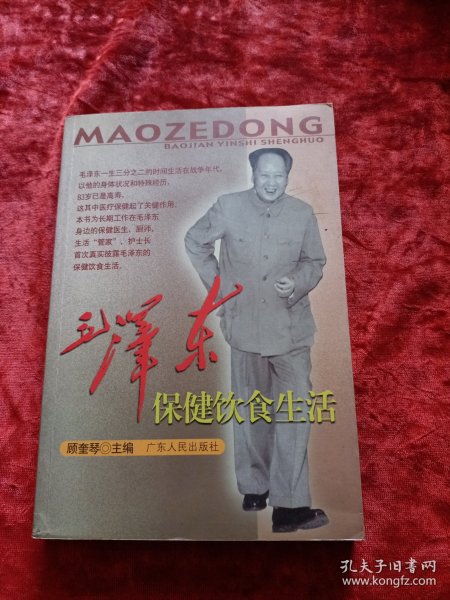 MAOZEDONG
BAOJIAN YINSHI SHENGHUO
毛泽东一生三分之二的时间生活在战争年代,
以他的身体状况和特殊经历,
83岁已是高寿,
这其中医疗保健起了关健作用。
本书为长期工作在毛泽东
身边的保健医生、厨师、
生活“管家”、护士长
首次真实披露毛泽东的
保健饮食生活。
毛泽东
保健饮食生活
顾奎琴◎主编 广东人民出版社
孔夫子旧书网
www.kongfz.com